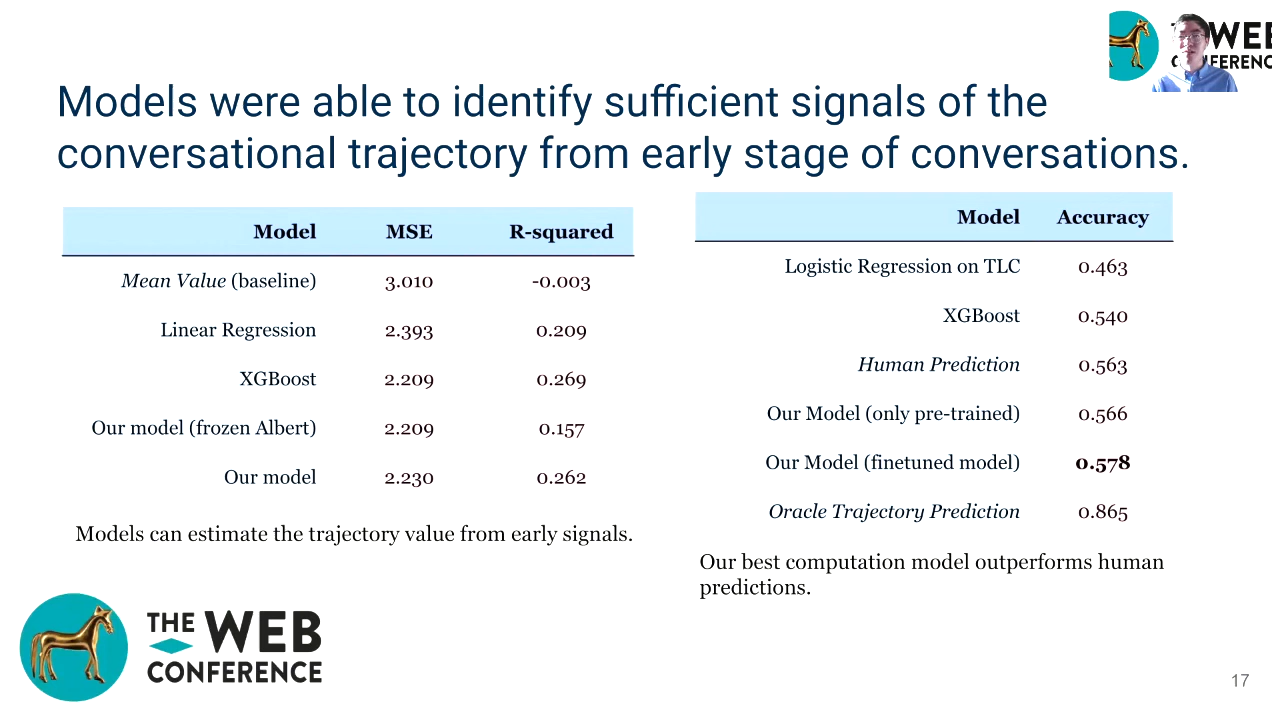 THE WEB
CONFERENCE
Models were able to identify sufficient signals of the
conversational trajectory from early stage of conversations.
Model MSE R-squared
Mean Value (baseline) 3.010 -0.003
Linear Regression 2.393 0.209
XGBoost 2.209 0.269
Our model (frozen Albert) 2.209 0.157
Our model 2.230 0.262
Models can estimate the trajectory value from early signals.
Model Accuracy
Logistic Regression on TLC 0.463
XGBoost 0.540
Human Prediction 0.563
Our Model (only pre-trained) 0.566
Our Model (finetuned model) 0.578
Oracle Trajectory Prediction 0.865
Our best computation model outperforms human
predictions.
THE WEB
CONFERENCE
17